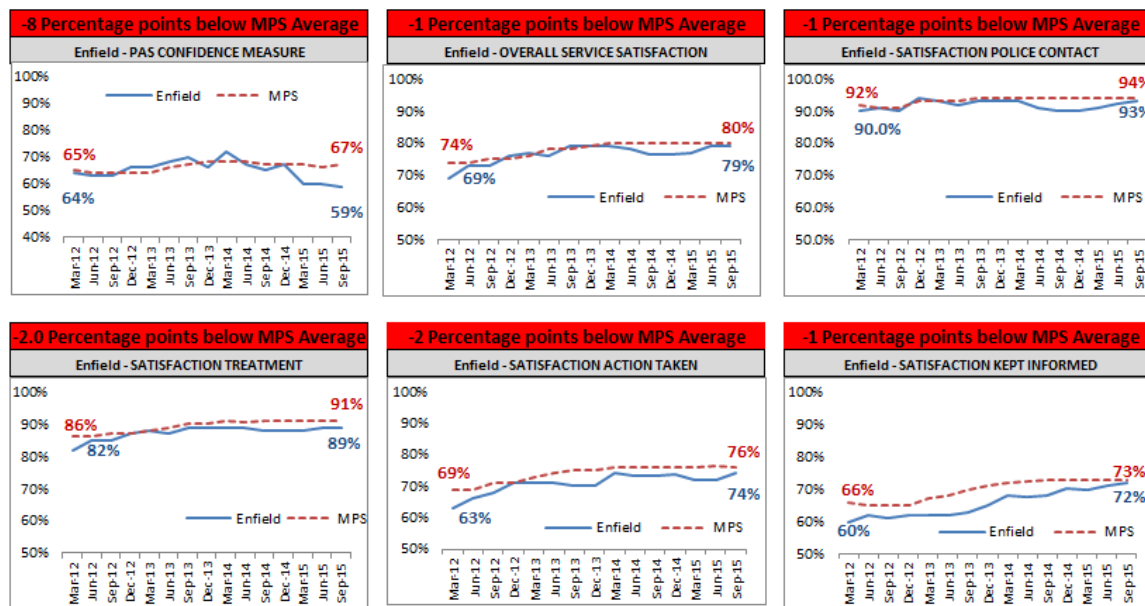 -8 Percentage points below MPS Average
Enfield - PAS CONFIDENCE MEASURE
100%
90%
80%
70%
60%
50%
40%
Enfield
MPS
65%
64%
67%
59%
Mar-12
Jun-12
Sep-12
Dec-12
Mar-13
Jun-13
Sep-13
Dec-13
Mar-14
Jun-14
Sep-14
Dec-14
Mar-15
Jun-15
Sep-15
-1 Percentage points below MPS Average
Enfield - OVERALL SERVICE SATISFACTION
100%
90%
80%
70%
60%
50%
74%
69%
80%
79%
Enfield
MPS
Mar-12
Jun-12
Sep-12
Dec-12
Mar-13
Jun-13
Sep-13
Dec-13
Mar-14
Jun-14
Sep-14
Dec-14
Mar-15
Jun-15
Sep-15
-1 Percentage points below MPS Average
Enfield - SATISFACTION POLICE CONTACT
100.0%
90.0%
80.0%
70.0%
60.0%
50.0%
92%
90.0%
94%
93%
Enfield
MPS
Mar-12
Jun-12
Sep-12
Dec-12
Mar-13
Jun-13
Sep-13
Dec-13
Mar-14
Jun-14
Sep-14
Dec-14
Mar-15
Jun-15
Sep-15
-2.0 Percentage points below MPS Average
Enfield - SATISFACTION TREATMENT
100%
90%
80%
70%
60%
50%
86%
82%
91%
89%
Enfield
MPS
Mar-12
Jun-12
Sep-12
Dec-12
Mar-13
Jun-13
Sep-13
Dec-13
Mar-14
Jun-14
Sep-14
Dec-14
Mar-15
Jun-15
Sep-15
-2 Percentage points below MPS Average
Enfield - SATISFACTION ACTION TAKEN
100%
90%
80%
70%
60%
50%
69%
63%
76%
74%
Enfield
MPS
Mar-12
Jun-12
Sep-12
Dec-12
Mar-13
Jun-13
Sep-13
Dec-13
Mar-14
Jun-14
Sep-14
Dec-14
Mar-15
Jun-15
Sep-15
-1 Percentage points below MPS Average
Enfield - SATISFACTION KEPT INFORMED
100%
90%
80%
70%
60%
50%
66%
60%
73%
72%
Enfield
MPS
Mar-12
Jun-12
Sep-12
Dec-12
Mar-13
Jun-13
Sep-13
Dec-13
Mar-14
Jun-14
Sep-14
Dec-14
Mar-15
Jun-15
Sep-15